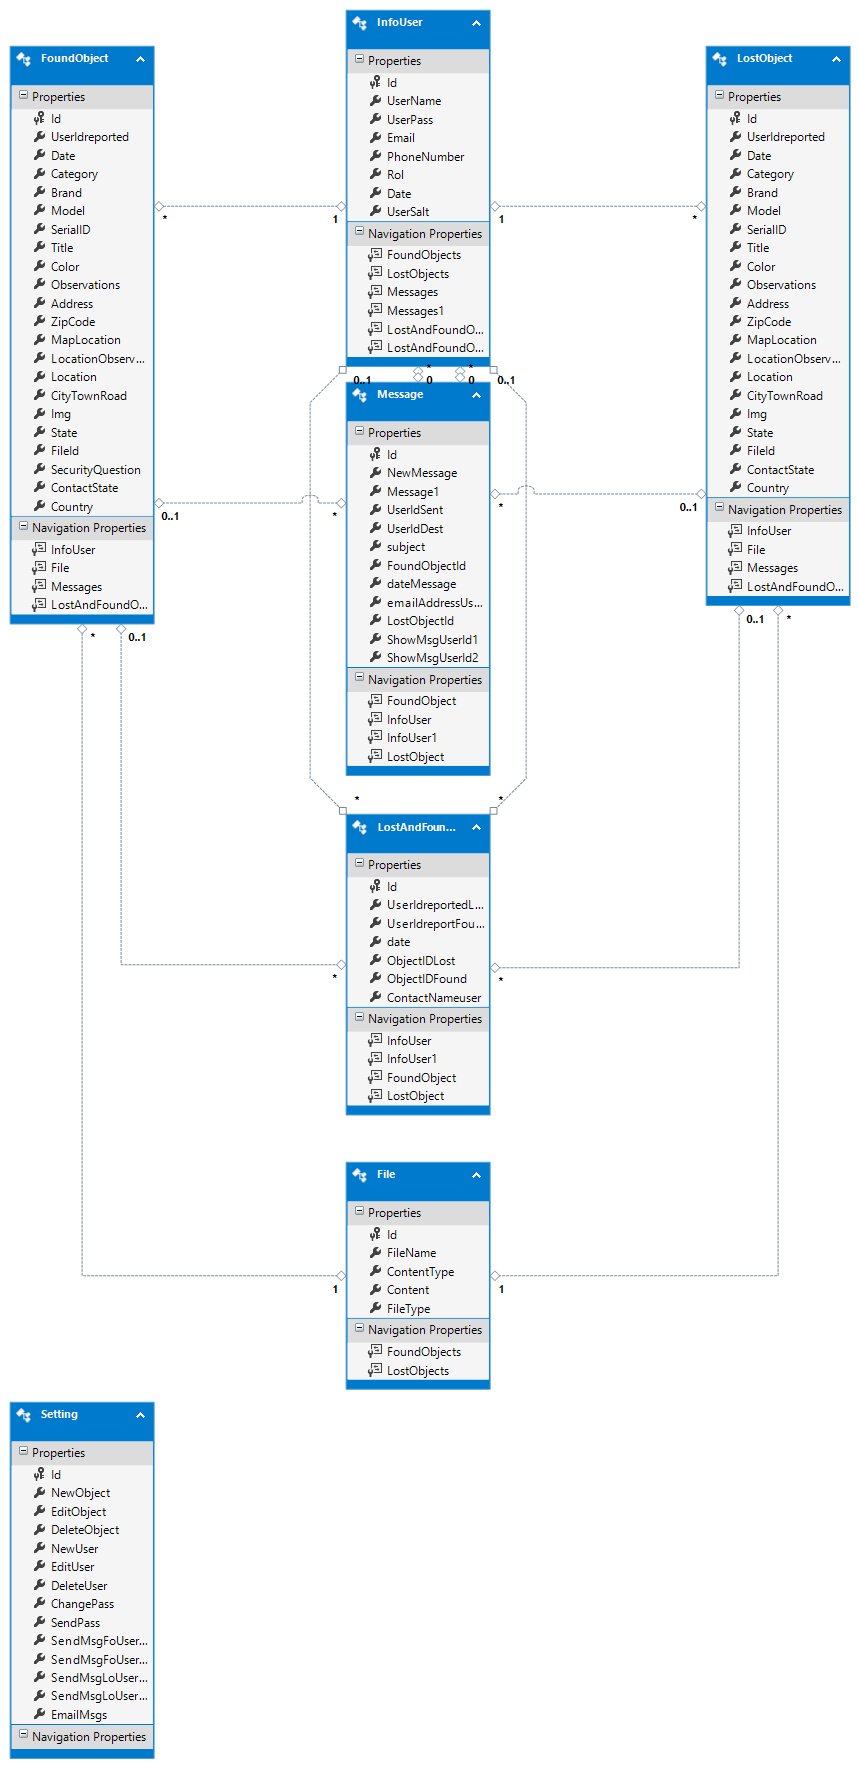 InfoUser
Properties
Id
UserName
UserPass
Email
PhoneNumber
Rol
Date
UserSalt
Navigation Properties
FoundObjects
LostObjects
Messages
Messages1
LostAndFoundO...
LostAndFoundO...
FoundObject
Properties
Id
UserIdreported
Date
Category
Brand
Model
SerialID
Title
Color
Observations
Address
ZipCode
MapLocation
LocationObserv...
Location
CityTownRoad
Img
State
FileId
SecurityQuestion
ContactState
Country
Navigation Properties
InfoUser
File
Messages
LostAndFoundO...
LostObject
Properties
Id
UserIdreported
Date
Category
Brand
Model
SerialID
Title
Color
Observations
Address
ZipCode
MapLocation
LocationObserv...
Location
CityTownRoad
Img
State
FileId
ContactState
Country
Navigation Properties
InfoUser
File
Messages
LostAndFoundO...
* 1
1 *
* *
0..1 0 0 0..1
Message
Properties
Id
NewMessage
Message1
UserIdSent
UserIdDest
subject
FoundObjectId
dateMessage
emailAddressUs...
LostObjectId
ShowMsgUserId1
ShowMsgUserId2
Navigation Properties
FoundObject
InfoUser
InfoUser1
LostObject
0..1 *
* 0..1
* 0..1
0..1 *
* *
LostAndFoun...
Properties
Id
UserIdreportedL...
UserIdreportFou...
date
ObjectIDLost
ObjectIDFound
ContactNameuser
Navigation Properties
InfoUser
InfoUser1
FoundObject
LostObject
* *
File
Properties
Id
FileName
ContentType
Content
FileType
Navigation Properties
FoundObjects
LostObjects
1 1
Setting
Properties
Id
NewObject
EditObject
DeleteObject
NewUser
EditUser
DeleteUser
ChangePass
SendPass
SendMsgFoUser...
SendMsgFoUser...
SendMsgLoUser...
SendMsgLoUser...
EmailMsgs
Navigation Properties